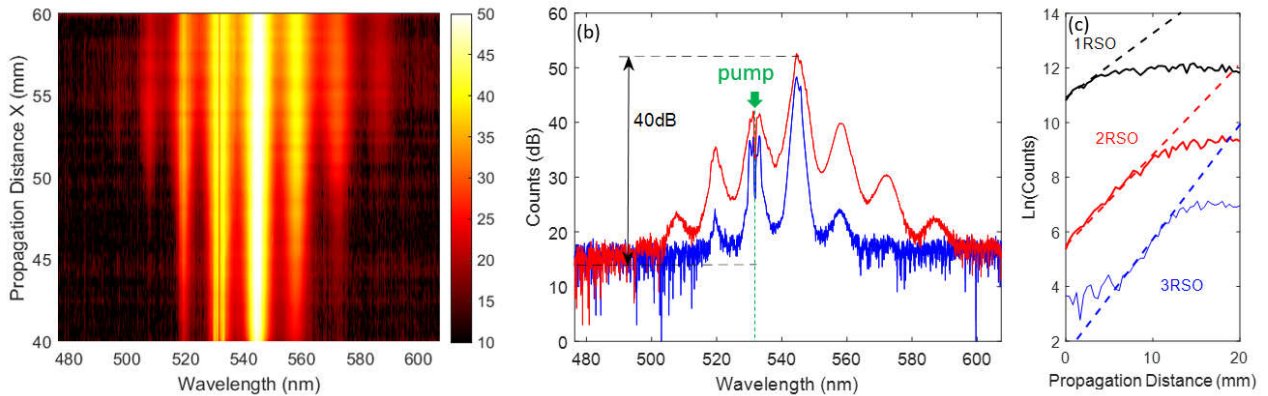 60
55
50
45
40
Propagation Distance X (mm)
480 500 520 540 560 580 600
Wavelength (nm)
50
45
40
35
30
25
20
15
10
(b)
60
50
40
30
20
10
0
Counts (dB)
pump
40dB
480 500 520 540 560 580 600
Wavelength (nm)
(c)
14
12
10
8
6
4
2
Ln(Counts)
1RSO
2RSO
3RSO
0 10 20
Propagation Distance (mm)